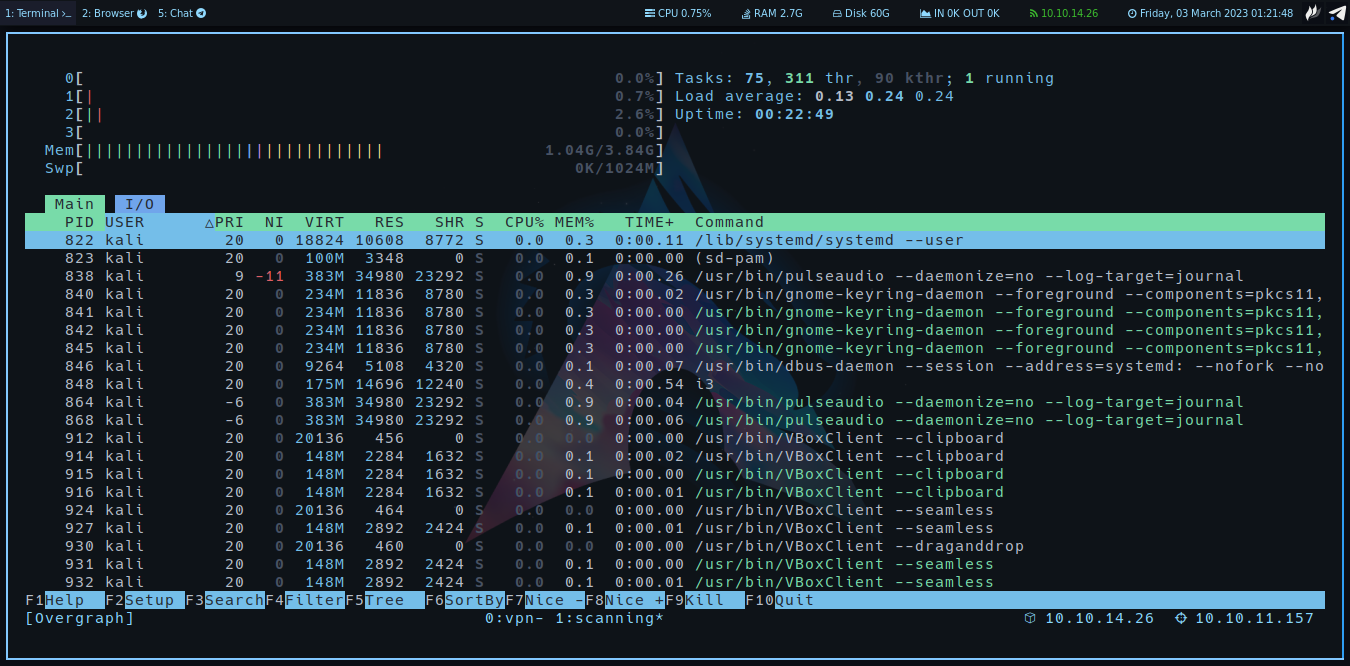 1: Terminal 2: Browser 5: Chat CPU 0.75% RAM 2.7G Disk 60G IN 0K OUT 0K 10.10.14.26 Friday, 03 March 2023 01:21:48
0[ 0.0%] Tasks: 75, 311 thr, 90 kthr; 1 running
1[| 0.7%] Load average: 0.13 0.24 0.24
2[|| 2.6%] Uptime: 00:22:49
3[ 0.0%]
Mem[|||||||||||||||||||||||||||||| 1.04G/3.84G]
Swp[ 0K/1024M]
Main I/O
PID USER △PRI NI VIRT RES SHR S CPU% MEM% TIME+ Command
822 kali 20 0 18824 10608 8772 S 0.0 0.3 0:00.11 /lib/systemd/systemd --user
823 kali 20 0 100M 3348 0 S 0.0 0.1 0:00.00 (sd-pam)
838 kali 9 -11 383M 34980 23292 S 0.0 0.9 0:00.26 /usr/bin/pulseaudio --daemonize=no --log-target=journal
840 kali 20 0 234M 11836 8780 S 0.0 0.3 0:00.02 /usr/bin/gnome-keyring-daemon --foreground --components=pkcs11,
841 kali 20 0 234M 11836 8780 S 0.0 0.3 0:00.00 /usr/bin/gnome-keyring-daemon --foreground --components=pkcs11,
842 kali 20 0 234M 11836 8780 S 0.0 0.3 0:00.00 /usr/bin/gnome-keyring-daemon --foreground --components=pkcs11,
845 kali 20 0 234M 11836 8780 S 0.0 0.3 0:00.00 /usr/bin/gnome-keyring-daemon --foreground --components=pkcs11,
846 kali 20 0 9264 5108 4320 S 0.0 0.1 0:00.07 /usr/bin/dbus-daemon --session --address=systemd: --nofork --no
848 kali 20 0 175M 14696 12240 S 0.0 0.4 0:00.54 i3
864 kali -6 0 383M 34980 23292 S 0.0 0.9 0:00.04 /usr/bin/pulseaudio --daemonize=no --log-target=journal
868 kali -6 0 383M 34980 23292 S 0.0 0.9 0:00.06 /usr/bin/pulseaudio --daemonize=no --log-target=journal
912 kali 20 0 20136 456 0 S 0.0 0.0 0:00.00 /usr/bin/VBoxClient --clipboard
914 kali 20 0 148M 2284 1632 S 0.0 0.1 0:00.02 /usr/bin/VBoxClient --clipboard
915 kali 20 0 148M 2284 1632 S 0.0 0.1 0:00.00 /usr/bin/VBoxClient --clipboard
916 kali 20 0 148M 2284 1632 S 0.0 0.1 0:00.01 /usr/bin/VBoxClient --clipboard
924 kali 20 0 20136 464 0 S 0.0 0.0 0:00.00 /usr/bin/VBoxClient --seamless
927 kali 20 0 148M 2892 2424 S 0.0 0.1 0:00.01 /usr/bin/VBoxClient --seamless
930 kali 20 0 20136 460 0 S 0.0 0.0 0:00.00 /usr/bin/VBoxClient --draganddrop
931 kali 20 0 148M 2892 2424 S 0.0 0.1 0:00.00 /usr/bin/VBoxClient --seamless
932 kali 20 0 148M 2892 2424 S 0.0 0.1 0:00.01 /usr/bin/VBoxClient --seamless
F1Help F2Setup F3SearchF4FilterF5Tree F6SortByF7Nice -F8Nice +F9Kill F10Quit
[Overgraph] 0:vpn- 1:scanning* 10.10.14.26 10.10.11.157